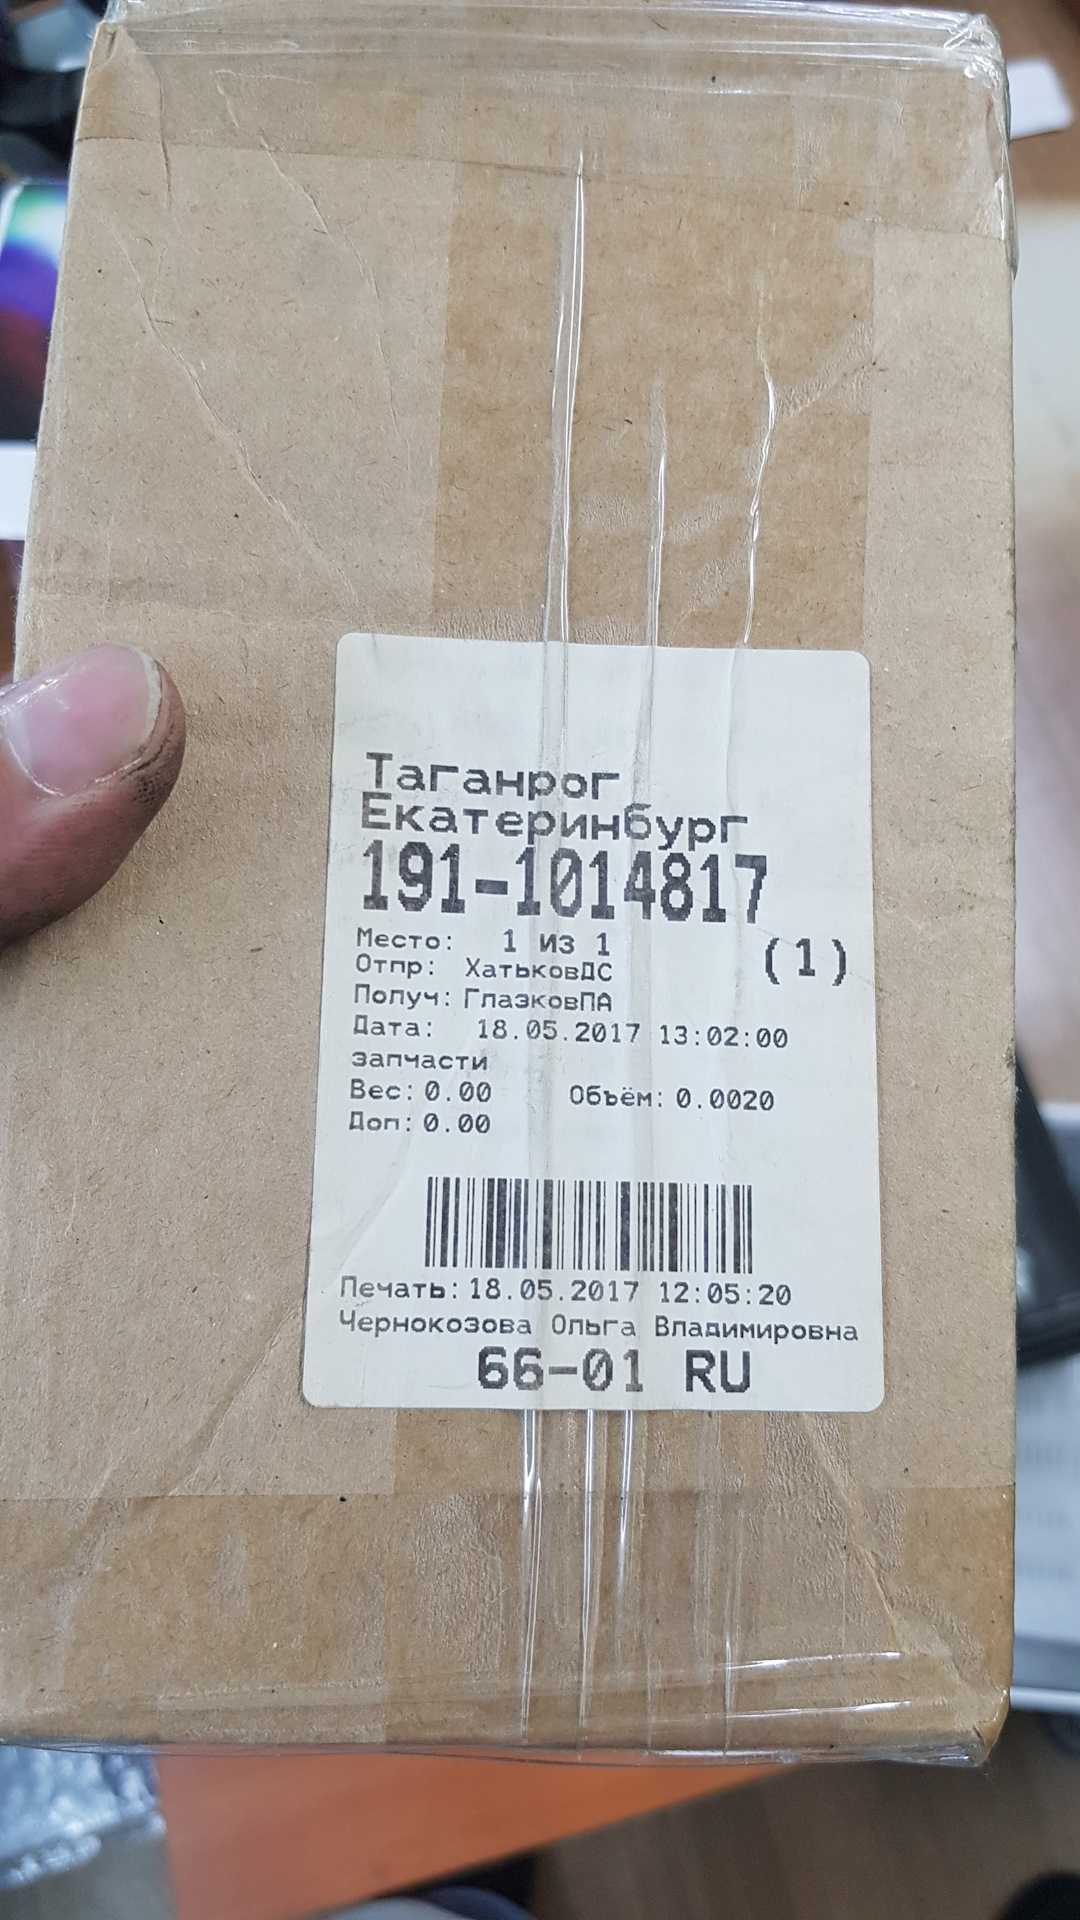 Таганрог
Екатеринбург
191-1014817
Место: 1 из 1 (1)
Отпр: ХатьковДС
Получ: ГлазковПА
Дата: 18.05.2017 13:02:00
запчасти
Вес: 0.00 Объём: 0.0020
Доп: 0.00
Печать: 18.05.2017 12:05:20
Чернокозова Ольга Владимировна
66-01 RU